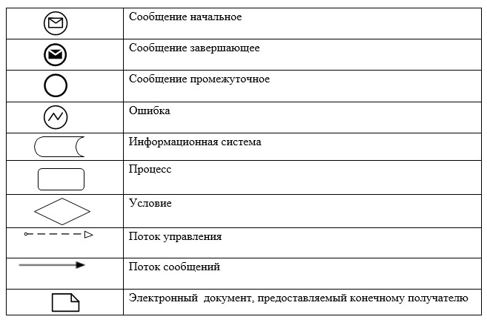 Сообщение начальное
Сообщение завершающее
Сообщение промежуточное
Ошибка
Информационная система
Процесс
Условие
Поток управления
Поток сообщений
Электронный документ, предоставляемый конечному получателю